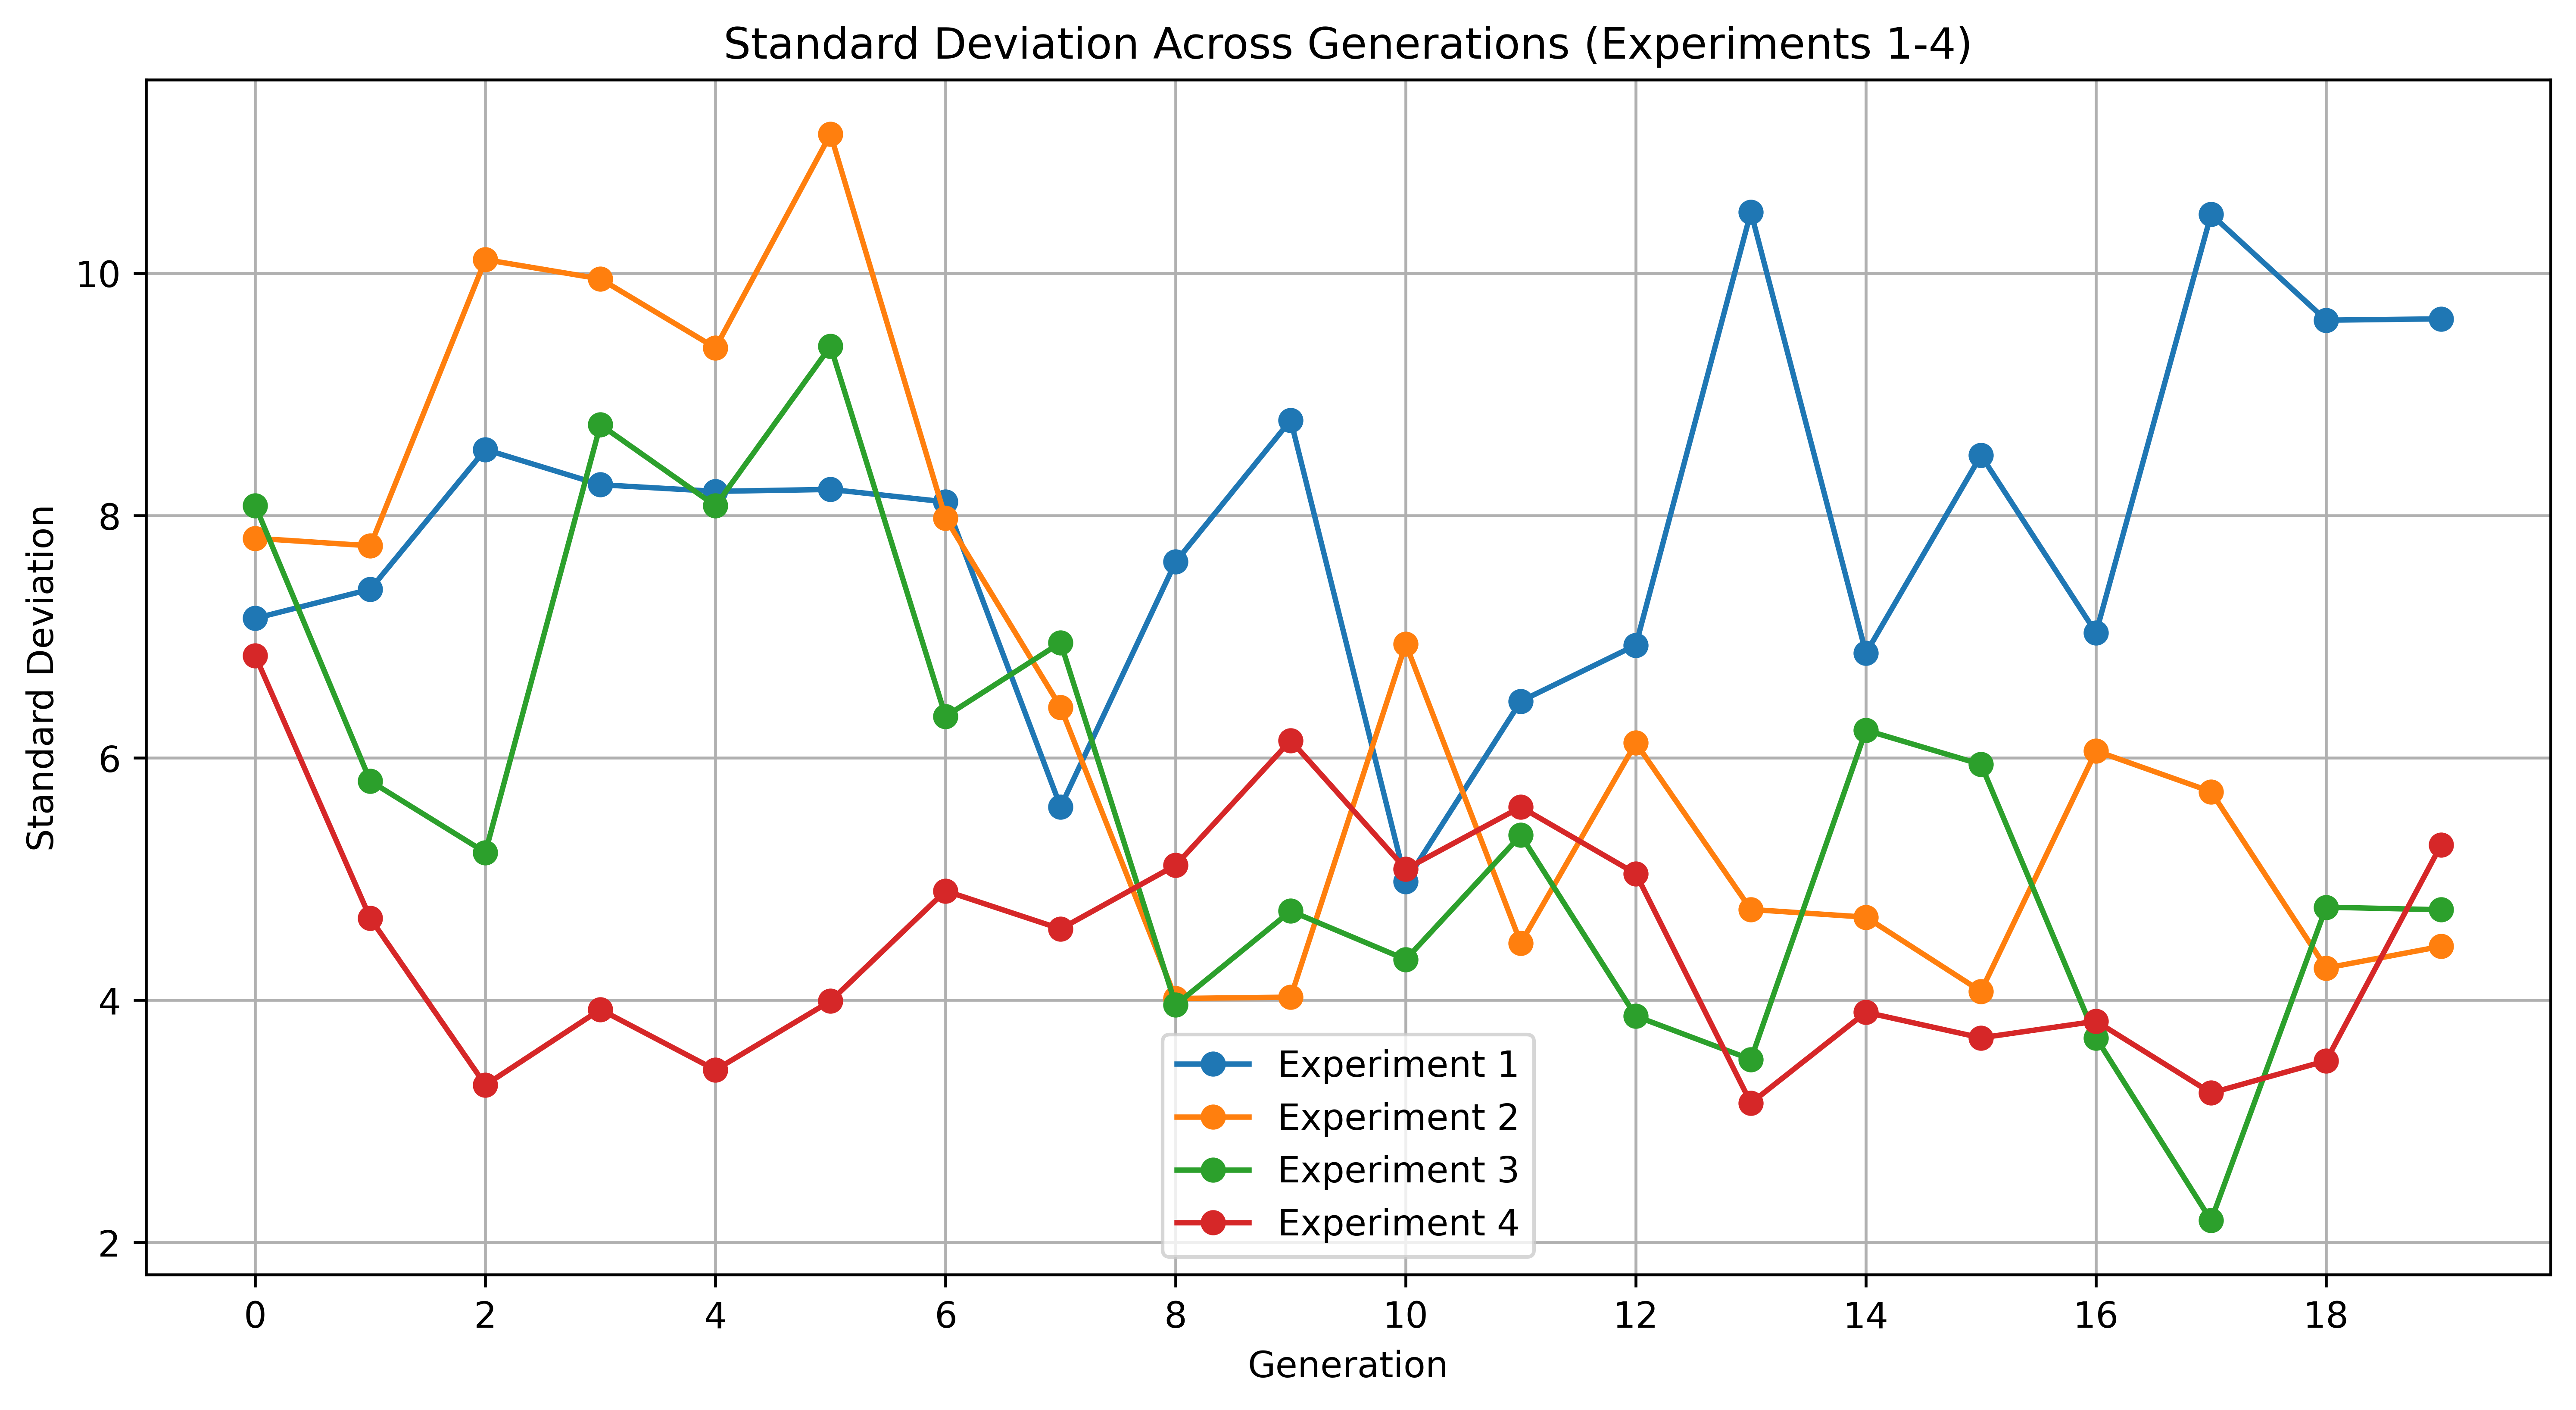 Standard Deviation Across Generations (Experiments 1-4)
Standard Deviation
10
8
6
4
2
Experiment 1
Experiment 2
Experiment 3
Experiment 4
0 2 4 6 8 10 12 14 16 18
Generation